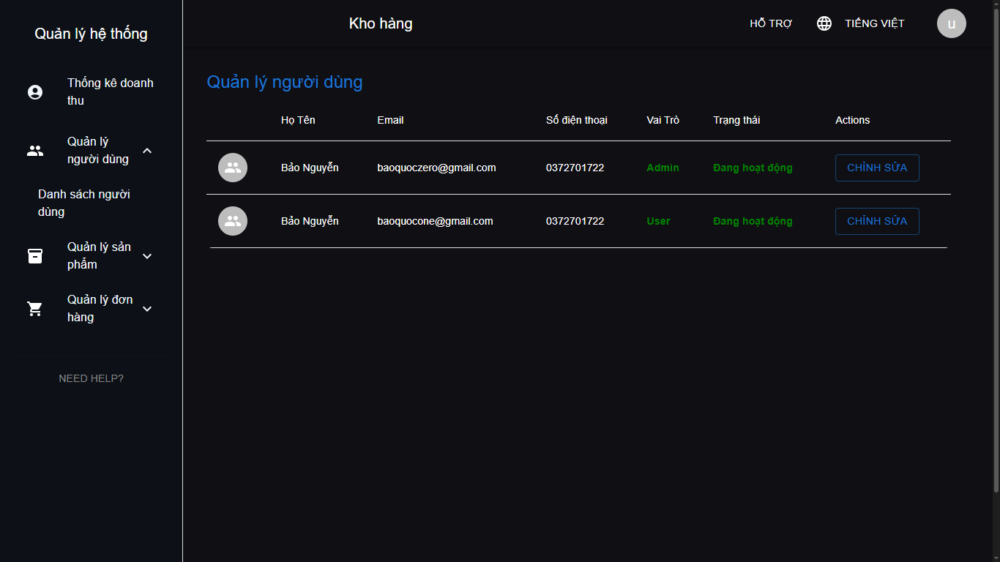 Quản lý hệ thống
Kho hàng
HỖ TRỢ
TIẾNG VIỆT
u
Thống kê doanh
thu
Quản lý
người dùng
Danh sách người
dùng
Quản lý sản
phẩm
Quản lý đơn
hàng
NEED HELP?
Quản lý người dùng
Họ Tên Email Số điện thoại Vai Trò Trạng thái Actions
Bảo Nguyễn baoquoczero@gmail.com 0372701722 Admin Đang hoạt động CHỈNH SỬA
Bảo Nguyễn baoquocone@gmail.com 0372701722 User Đang hoạt động CHỈNH SỬA